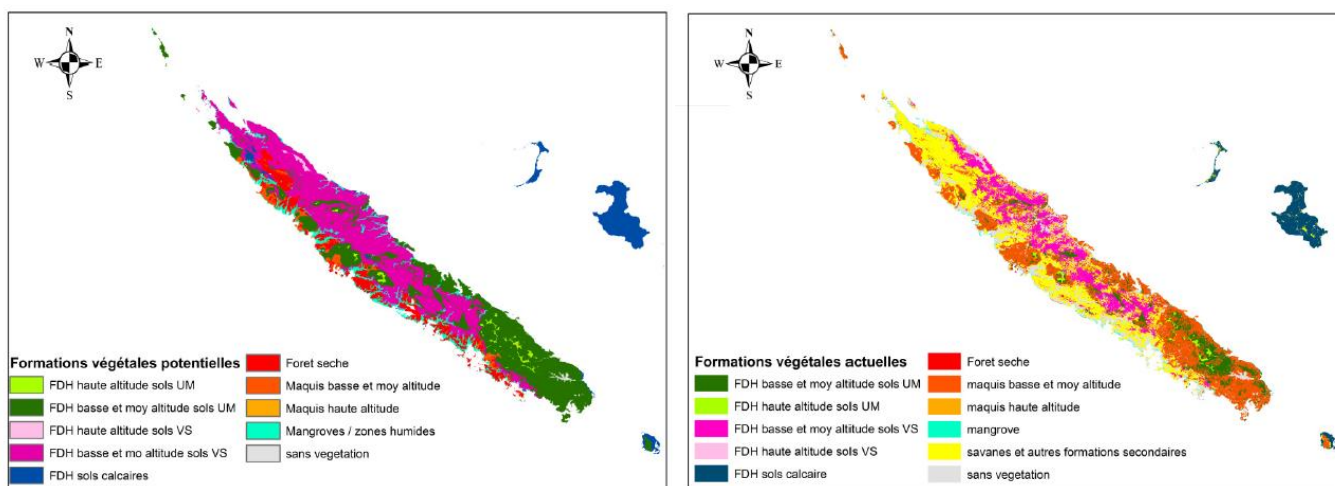 N
W E
S
Formations végétales potentielles
FDH haute altitude sols UM
FDH basse et moy altitude sols UM
FDH haute altitude sols VS
FDH basse et mo altitude sols VS
FDH sols calcaires
Foret seche
Maquis basse et moy altitude
Maquis haute altitude
Mangroves / zones humides
sans vegetation
N
W E
S
Formations végétales actuelles
FDH basse et moy altitude sols UM
FDH haute altitude sols UM
FDH basse et moy altitude sols VS
FDH haute altitude sols VS
FDH sols calcaire
Foret seche
maquis basse et moy altitude
maquis haute altitude
mangrove
savanes et autres formations secondaires
sans vegetation